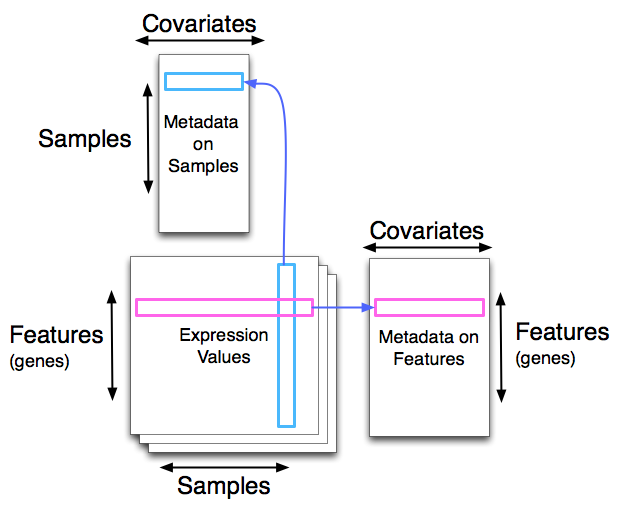 Covariates
Samples
Metadata
on
Samples
Covariates
Features
(genes)
Expression
Values
Metadata on
Features
Features
(genes)
Samples